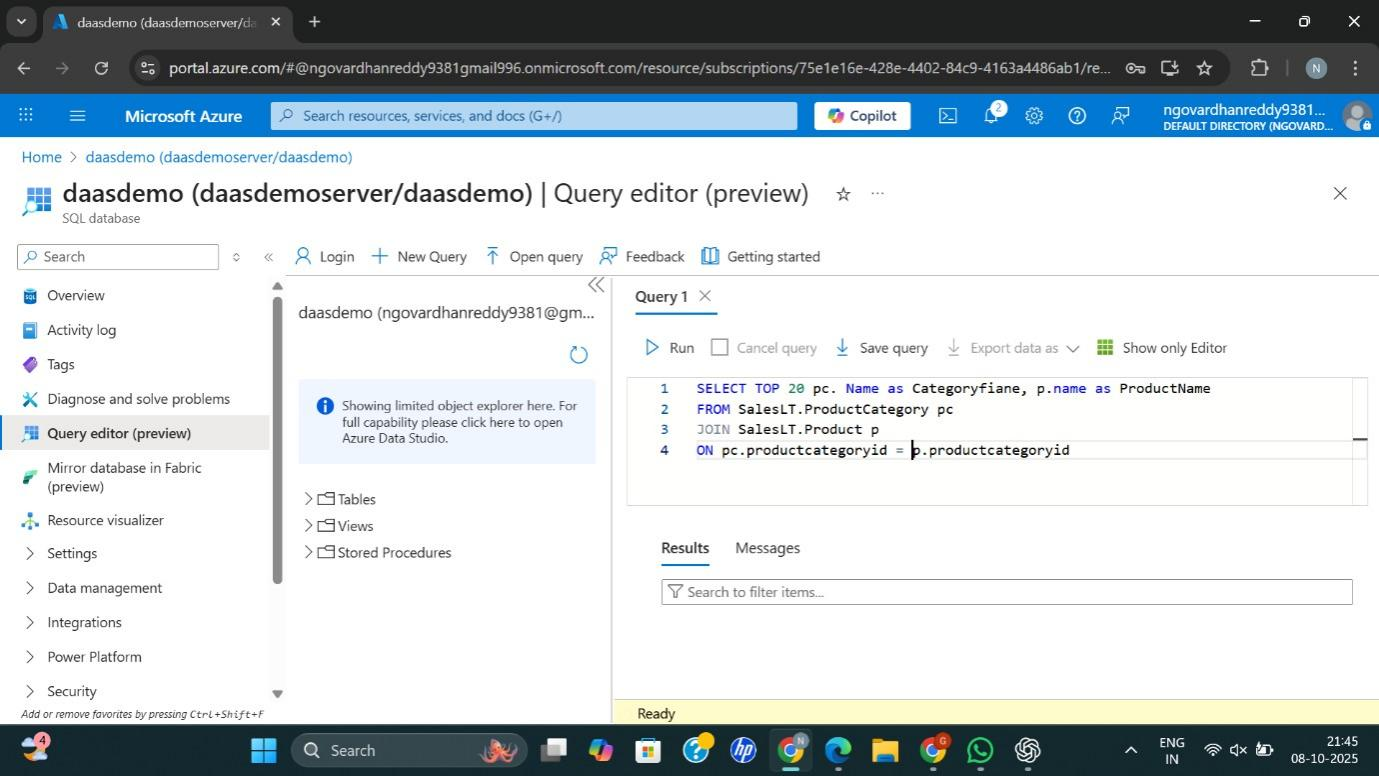 daasdemo (daasdemoserver/da
portal.azure.com/#@ngovardhanreddy9381gmail996.onmicrosoft.com/resource/subscriptions/75e1e16e-428e-4402-84c9-4163a4486ab1/re...
N
Microsoft Azure
Search resources, services, and docs (G+/)
Copilot
2
ngovardhanreddy9381...
DEFAULT DIRECTORY (NGOVARD...
Home > daasdemo (daasdemoserver/daasdemo)
daasdemo (daasdemoserver/daasdemo) | Query editor (preview)
SQL database
Search
Overview
Activity log
Tags
Diagnose and solve problems
Query editor (preview)
Mirror database in Fabric
(preview)
Resource visualizer
Settings
Data management
Integrations
Power Platform
Security
Add or remove favorites by pressing Ctrl+Shift+F
Login
New Query
Open query
Feedback
Getting started
daasdemo (ngovardhanreddy9381@gm...
Showing limited object explorer here. For
full capability please click here to open
Azure Data Studio.
Tables
Views
Stored Procedures
Query 1
Run
Cancel query
Save query
Export data as
Show only Editor
1 SELECT TOP 20 pc. Name as Categoryfiane, p.name as ProductName
2 FROM SalesLT.ProductCategory pc
3 JOIN SalesLT.Product p
4 ON pc.productcategoryid = p.productcategoryid
Results
Messages
Search to filter items...
Ready
4
Search
hp
N
G
ENG
IN
21:45
08-10-2025